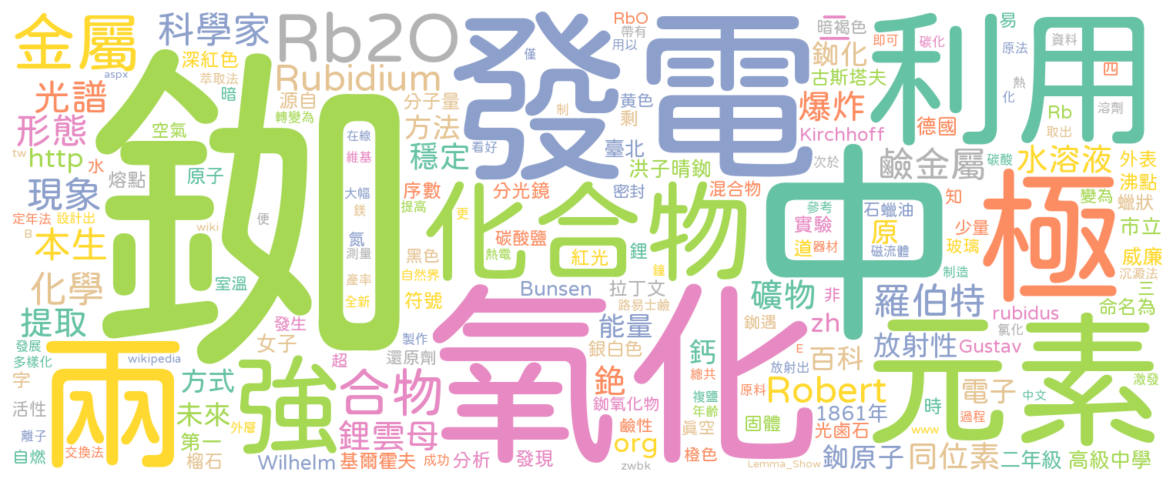 金屬
科學家
Rb2O
發電
利用
RbO
帶有
用以
暗褐色
易
原法
資料
四
即可
碳化
銣化
古斯塔夫
熱
化
溶劑
Rb
取出
深紅色
萃取法
aspx
暗
Rubidium
源自
轉變為
分子量
方法
黃色
剩
僅
制
看好
爆炸
Kirchhoff
德國
光譜
形態
空氣
http
水
tw
熔點
原子
銣
在線
維基
穩定
臺北
洪子晴銣
次於
鹼金屬
碳酸
水溶液
外表
沸點
蠟狀
變為
現象
定年法
設計出
B
wiki
本生
便
大幅
鎂
氮
測量
序數
提高
更
分光鏡
密封
混合物
參考
實驗
道
器材
石蠟油
原
磁流體
知
少量
玻璃
市立
威廉
沉澱法
化學
室溫
產率
全新
黑色
自然界
化合物
碳酸鹽
熱電
紅光
鋰
鐘
中
極
制造
三
命名為
提取
符號
Bunsen
拉丁文
路易士鹼
礦物
非
zh
羅伯特
rubidus
氯化
發展
多樣化
發生
女子
製作
超
還原劑
能量
銀白色
銣遇
E
百科
放射性
Gustav
wikipedia
兩
字
方式
強
合物
氧化
鈣
總共
銫
放射出
原料
Robert
元素
電子
激發
中文
活性
未來
第一
外層
銣氧化物
複鹽
年齡
鹼性
固體
1861年
光鹵石
時
過程
離子
交換法
自燃
榴石
Wilhelm
鋰雲母
基爾霍夫
成功
分析
發現
org
真空
橙色
zwbk
Lemma_Show
www
銣原子
同位素
二年級
高級中學